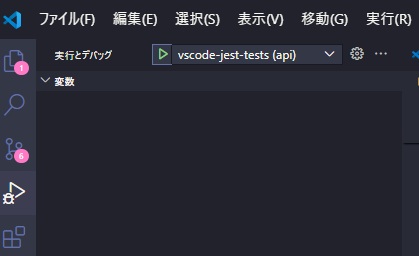 ファイル(F) 編集(E) 選択(S) 表示(V) 移動(G) 実行(R)
実行とデバッグ vscode-jest-tests (api)
変数
1
6